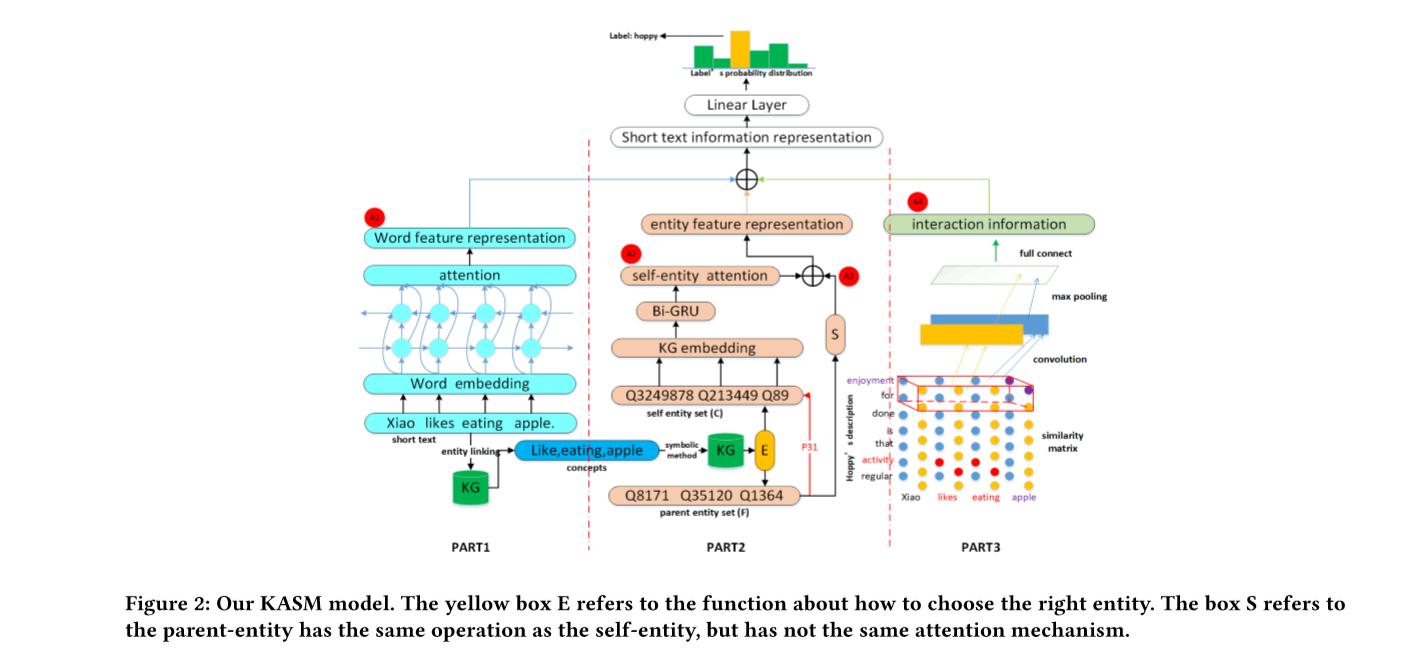 Label: hoppy
Label's probability distribution
Linear Layer
Short text information representation
A1
Word feature representation
attention
Word embedding
Xiao likes eating apple.
short text
entity linking
KG
Like,eating,apple
concepts
PART1
entity feature representation
A2
self-entity attention
A3
Bi-GRU
S
KG embedding
Q3249878 Q213449 Q89
self entity set (C)
symbolic
method
KG
E
P31
Q8171 Q35120 Q1364
parent entity set (F)
PART2
A4
interaction information
full connect
max pooling
convolution
Hoppy's description
enjoyment
for
done
is
that
activity
regular
similarity
matrix
Xiao likes eating apple
PART3
Figure 2: Our KASM model. The yellow box E refers to the function about how to choose the right entity. The box S refers to
the parent-entity has the same operation as the self-entity, but has not the same attention mechanism.